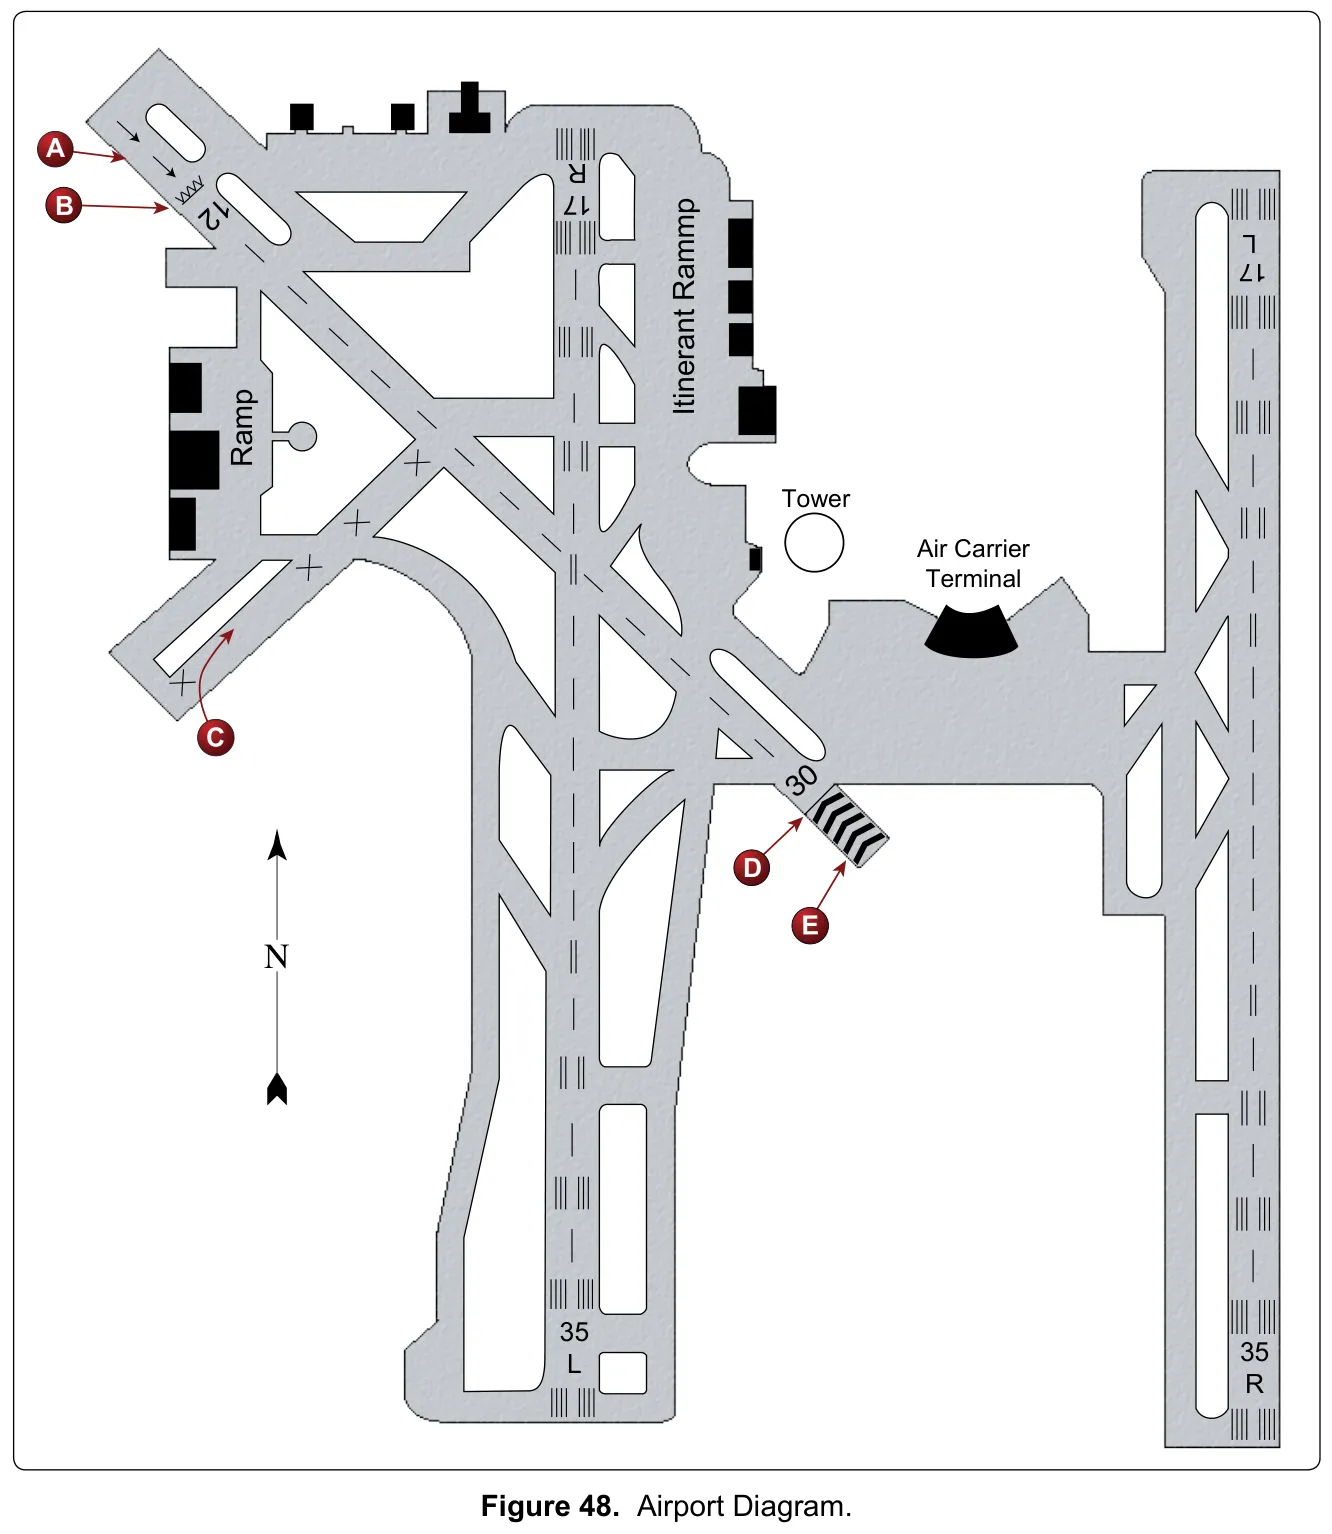 A
B
12
R
17
L
17
Itinerant Rammp
Ramp
Tower
Air Carrier
Terminal
C
30
D
E
N
35
L
35
R
Figure 48. Airport Diagram.